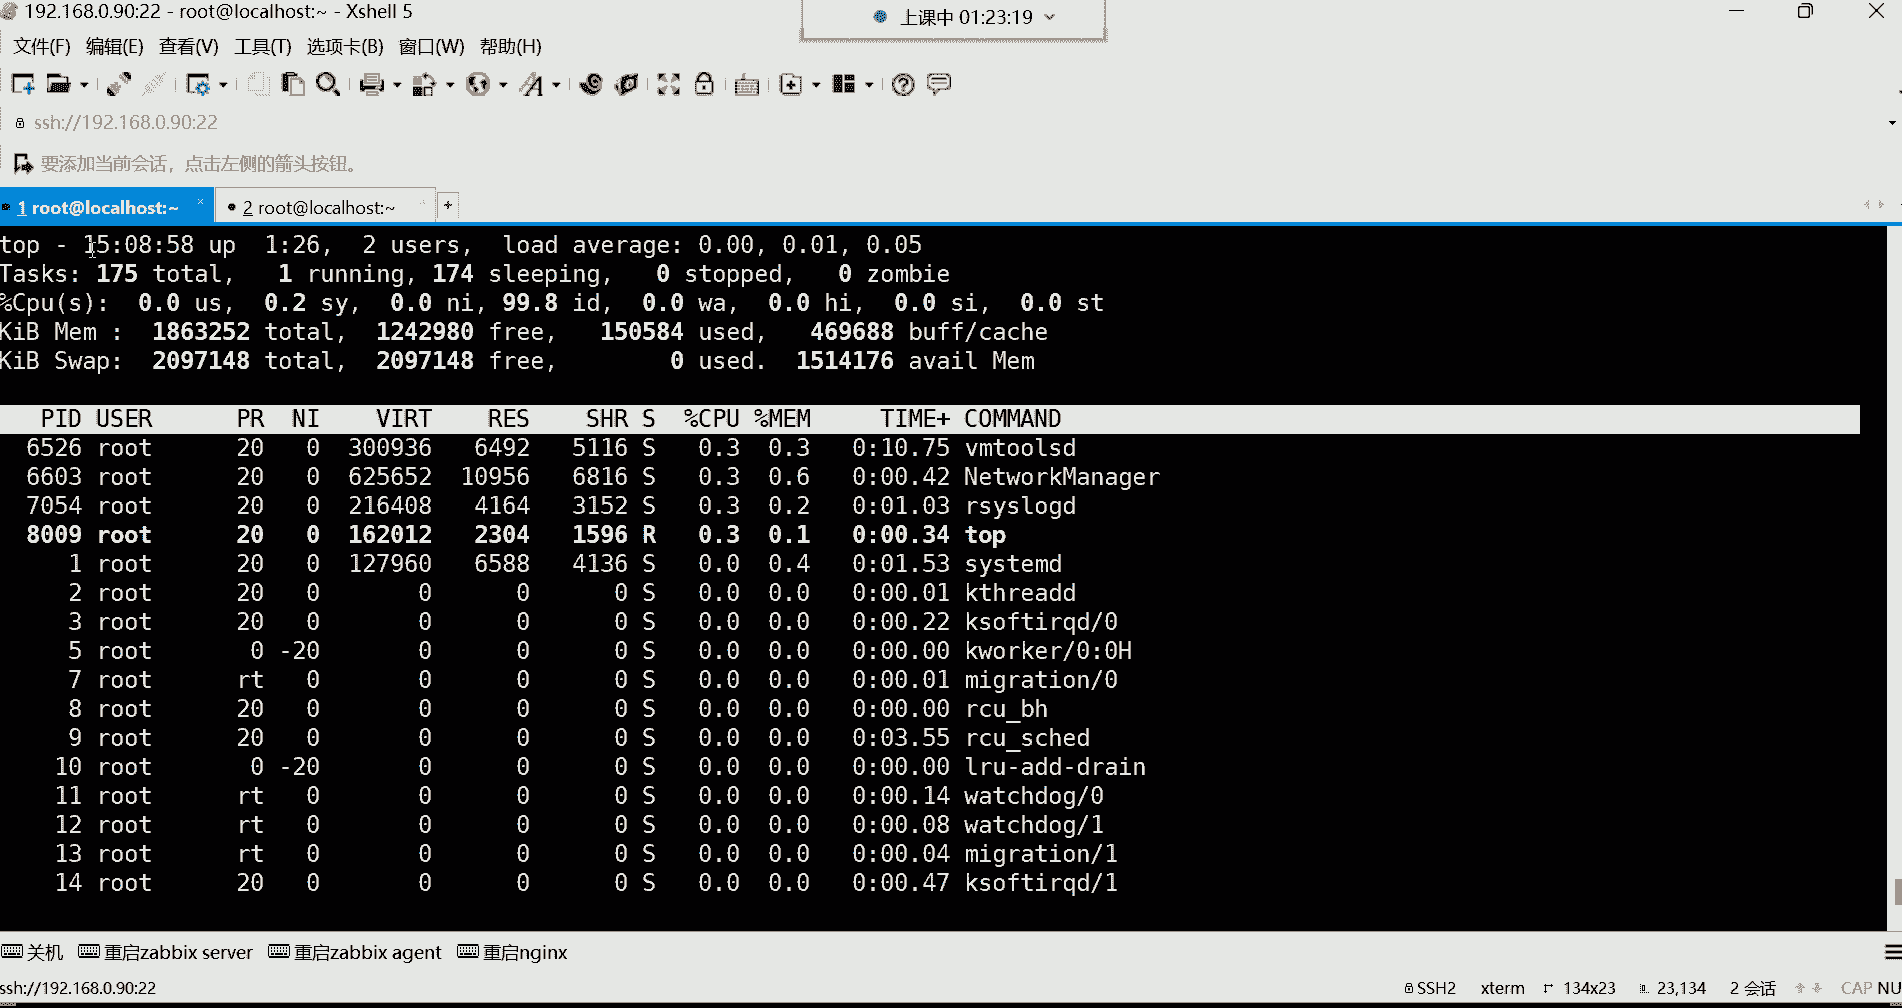 192.168.0.90:22 - root@localhost:~ - Xshell 5
上课中 01:23:19
文件(F) 编辑(E) 查看(V) 工具(T) 选项卡(B) 窗口(W) 帮助(H)
ssh://192.168.0.90:22
要添加当前会话，点击左侧的箭头按钮。
1 root@localhost:~ × 2 root@localhost:~ +
top - 15:08:58 up  1:26,  2 users,  load average: 0.00, 0.01, 0.05
Tasks: 175 total,   1 running, 174 sleeping,   0 stopped,   0 zombie
%Cpu(s):  0.0 us,  0.2 sy,  0.0 ni, 99.8 id,  0.0 wa,  0.0 hi,  0.0 si,  0.0 st
KiB Mem :  1863252 total,  1242980 free,   150584 used,   469688 buff/cache
KiB Swap:  2097148 total,  2097148 free,        0 used.  1514176 avail Mem
PID USER      PR  NI    VIRT    RES    SHR S  %CPU %MEM     TIME+ COMMAND
6526 root      20   0  300936   6492   5116 S   0.3  0.3   0:10.75 vmtoolsd
6603 root      20   0  625652  10956   6816 S   0.3  0.6   0:00.42 NetworkManager
7054 root      20   0  216408   4164   3152 S   0.3  0.2   0:01.03 rsyslogd
8009 root      20   0  162012   2304   1596 R   0.3  0.1   0:00.34 top
1 root      20   0  127960   6588   4136 S   0.0  0.4   0:01.53 systemd
2 root      20   0       0      0      0 S   0.0  0.0   0:00.01 kthreadd
3 root      20   0       0      0      0 S   0.0  0.0   0:00.22 ksoftirqd/0
5 root       0 -20       0      0      0 S   0.0  0.0   0:00.00 kworker/0:0H
7 root      rt   0       0      0      0 S   0.0  0.0   0:00.01 migration/0
8 root      20   0       0      0      0 S   0.0  0.0   0:00.00 rcu_bh
9 root      20   0       0      0      0 S   0.0  0.0   0:03.55 rcu_sched
10 root       0 -20       0      0      0 S   0.0  0.0   0:00.00 lru-add-drain
11 root      rt   0       0      0      0 S   0.0  0.0   0:00.14 watchdog/0
12 root      rt   0       0      0      0 S   0.0  0.0   0:00.08 watchdog/1
13 root      rt   0       0      0      0 S   0.0  0.0   0:00.04 migration/1
14 root      20   0       0      0      0 S   0.0  0.0   0:00.47 ksoftirqd/1
关机 重启zabbix server 重启zabbix agent 重启nginx
ssh://192.168.0.90:22 SSH2 xterm 134x23 23,134 2 会话 CAP NU